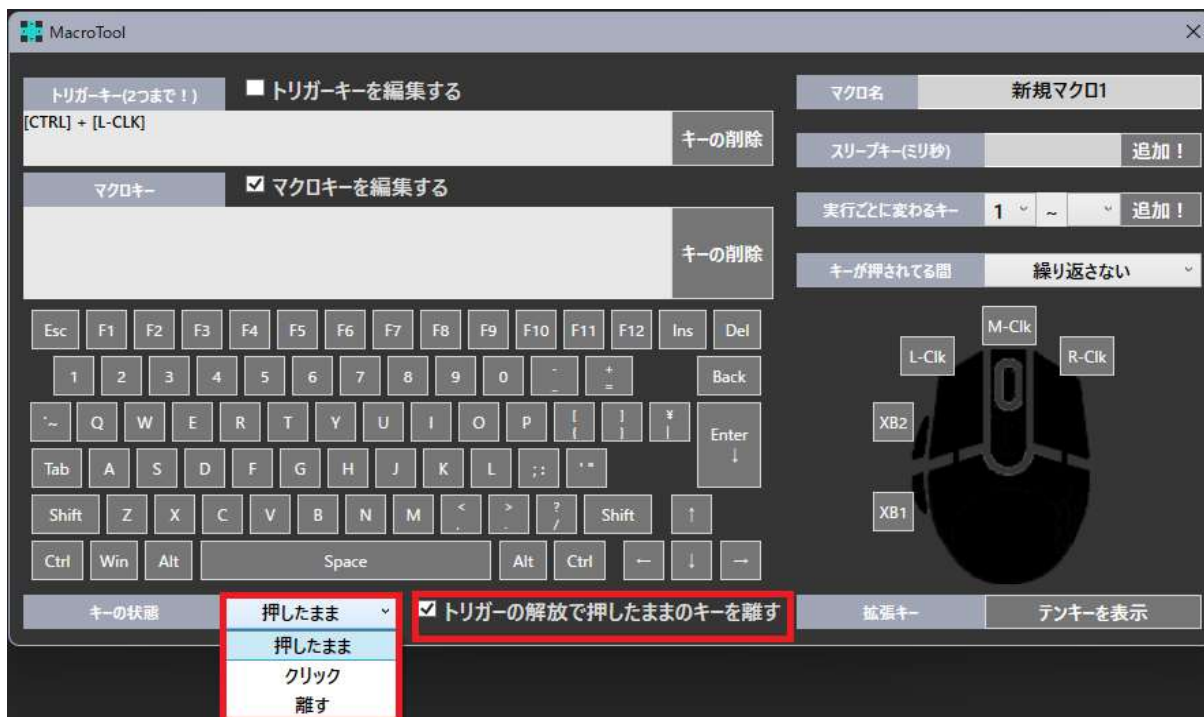 MacroTool
トリガーキー(2つまで！)
トリガーキーを編集する
[CTRL] + [L-CLK]
キーの削除
マクロキー
マクロキーを編集する
キーの削除
マクロ名 新規マクロ1
スリープキー(ミリ秒) 追加！
実行ごとに変わるキー 1 ~ 追加！
キーが押されてる間 繰り返さない
Esc F1 F2 F3 F4 F5 F6 F7 F8 F9 F10 F11 F12 Ins Del
1 2 3 4 5 6 7 8 9 0 - _ + = Back
`~ Q W E R T Y U I O P [ { ] } ¥ | Enter ↓
Tab A S D F G H J K L ;: '"
Shift Z X C V B N M < , > . ? / Shift ↑
Ctrl Win Alt Space Alt Ctrl ← ↓ →
M-Clk
L-Clk R-Clk
XB2
XB1
キーの状態 押したまま
トリガーの解放で押したままのキーを離す
拡張キー テンキーを表示
押したまま
クリック
離す